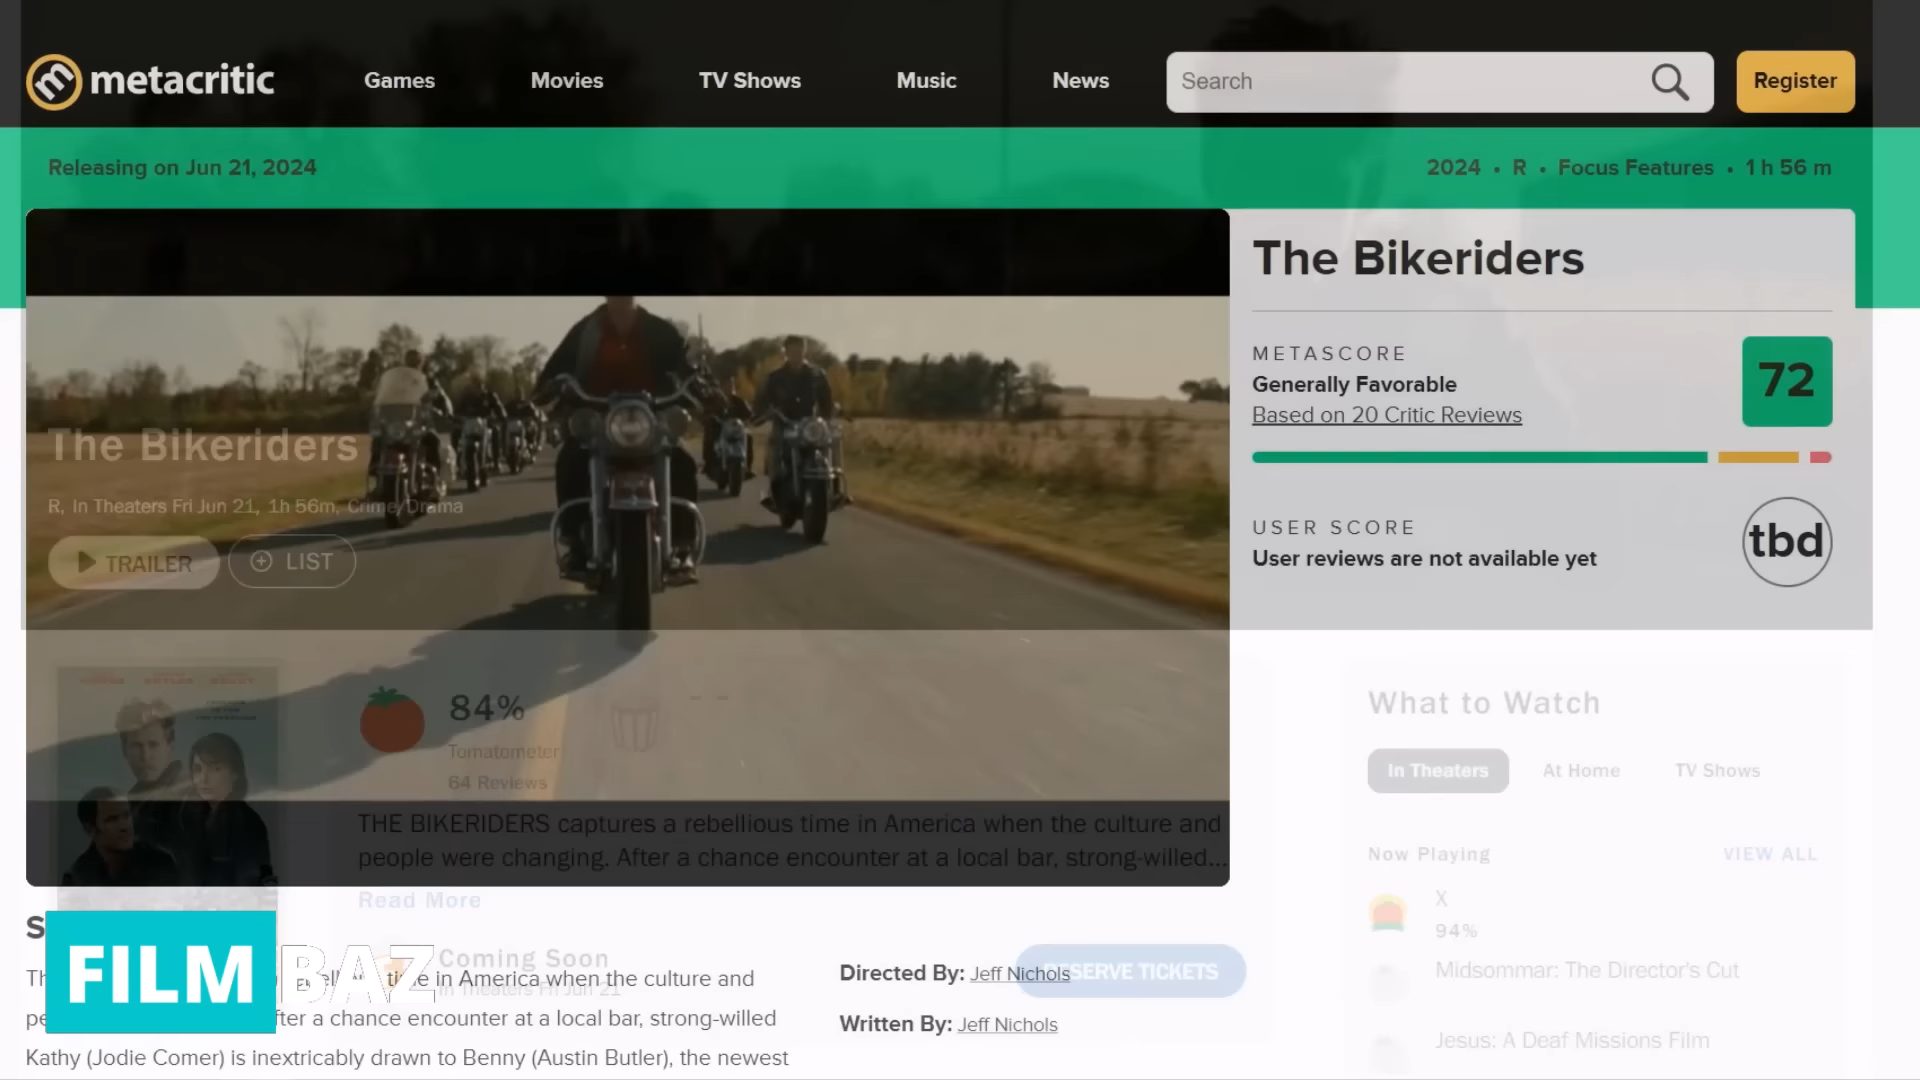 metacritic
Games
Movies
TV Shows
Music
News
Search
Register
Releasing on Jun 21, 2024
2024 • R • Focus Features • 1 h 56 m
The Bikeriders
METASCORE
Generally Favorable
Based on 20 Critic Reviews
72
USER SCORE
User reviews are not available yet
tbd
The Bikeriders
R, In Theaters Fri Jun 21, 1h 56m, Crime/Drama
TRAILER
LIST
84%
Tomatometer
64 Reviews
THE BIKERIDERS captures a rebellious time in America when the culture and
people were changing. After a chance encounter at a local bar, strong-willed...
Read More
Coming Soon
In Theaters Fri Jun 21
RESERVE TICKETS
What to Watch
In Theaters
At Home
TV Shows
Now Playing
VIEW ALL
X
94%
Midsommar: The Director's Cut
Jesus: A Deaf Missions Film
FILM BAZ
in America when the culture and
a chance encounter at a local bar, strong-willed
Kathy (Jodie Comer) is inextricably drawn to Benny (Austin Butler), the newest
Directed By: Jeff Nichols
Written By: Jeff Nichols